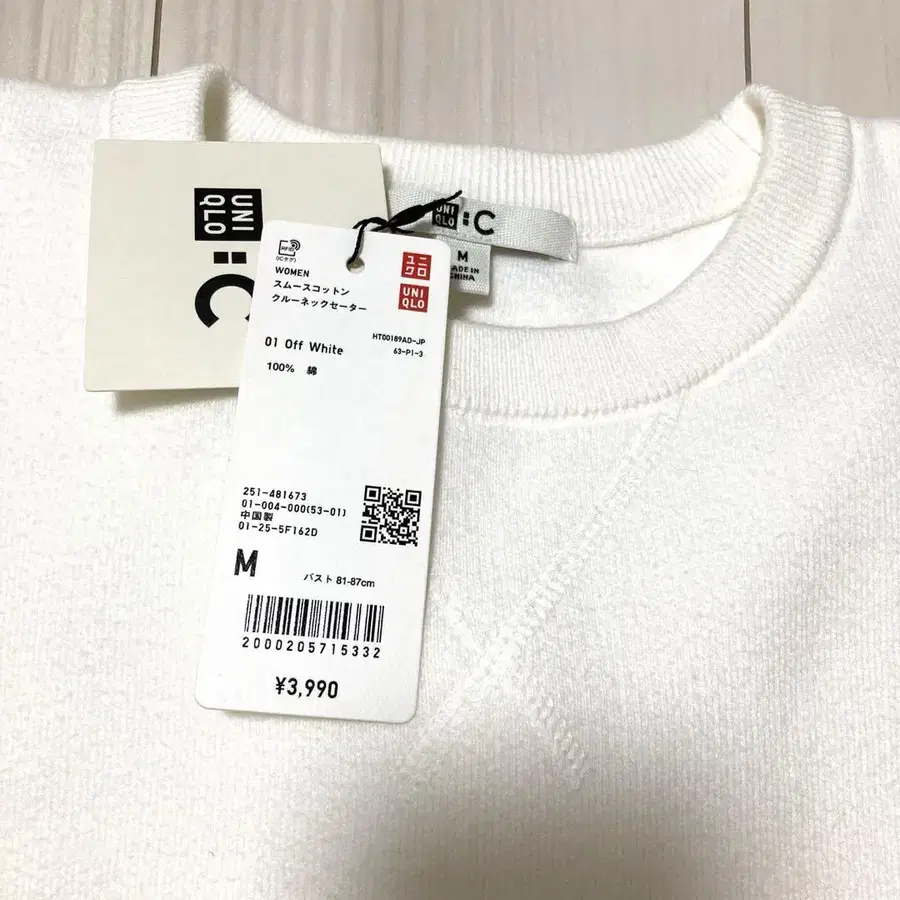 UNI
QLO
:C
UNI
QLO
:C
M
MADE IN
CHINA
RFID
(ICタグ)
ユニ
クロ
UNI
QLO
WOMEN
スムースコットン
クルーネックセーター
HT00189AD-JP
63-P1-3
01 Off White
100% 綿
251-481673
01-004-000(53-01)
中国製
01-25-5F162D
M
バスト 81-87cm
2000205715332
¥3,990